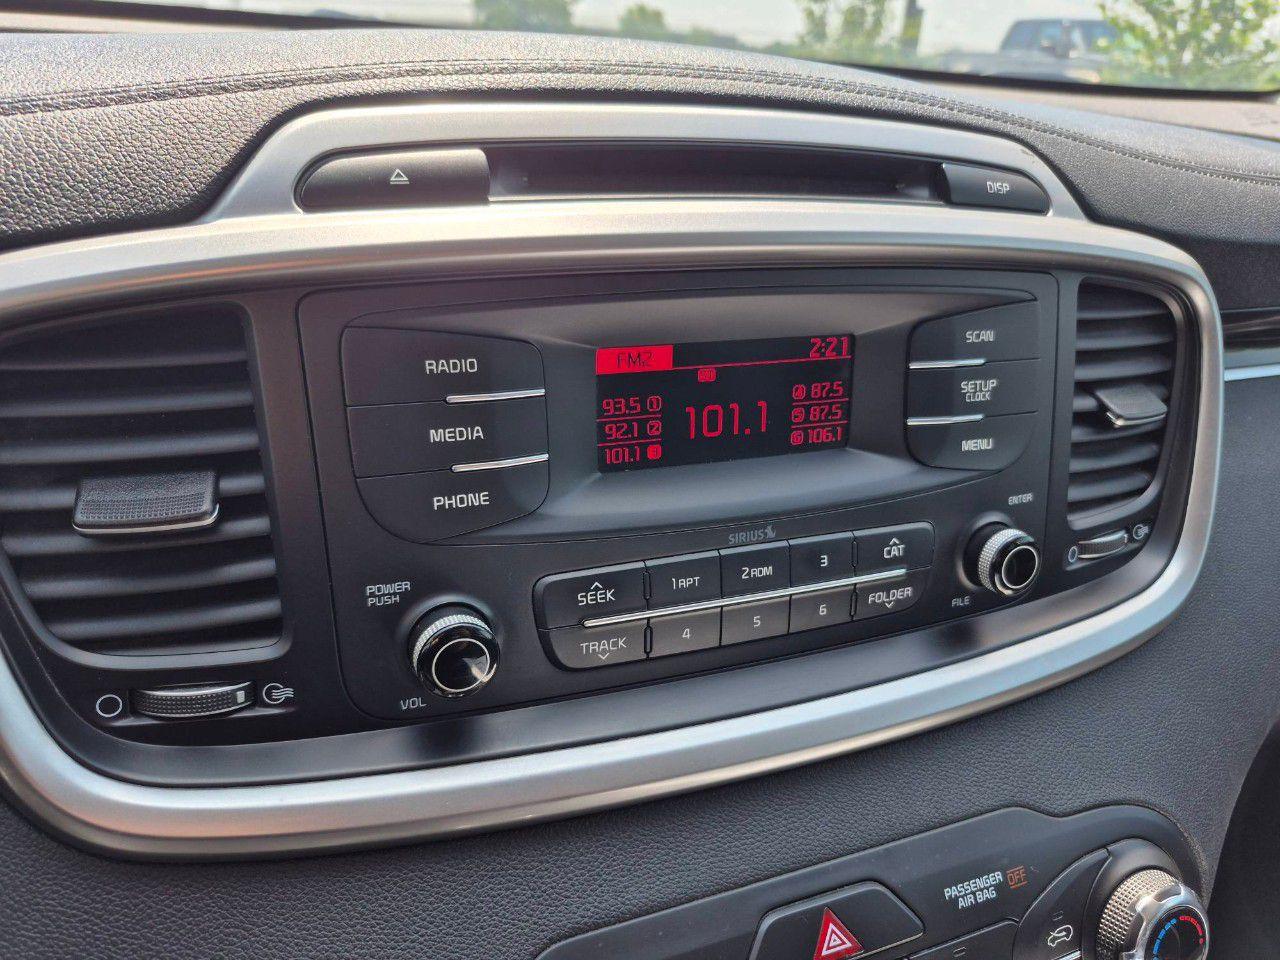 DISP
RADIO
MEDIA
PHONE
FM2
2:21
93.5 1
92.1 2
101.1 3
101.1
4 87.5
5 87.5
6 106.1
SCAN
SETUP
CLOCK
MENU
SIRIUS
POWER
PUSH
VOL
SEEK
1 RPT
2 RDM
3
CAT
TRACK
4
5
6
FOLDER
ENTER
FILE
PASSENGER OFF
AIR BAG